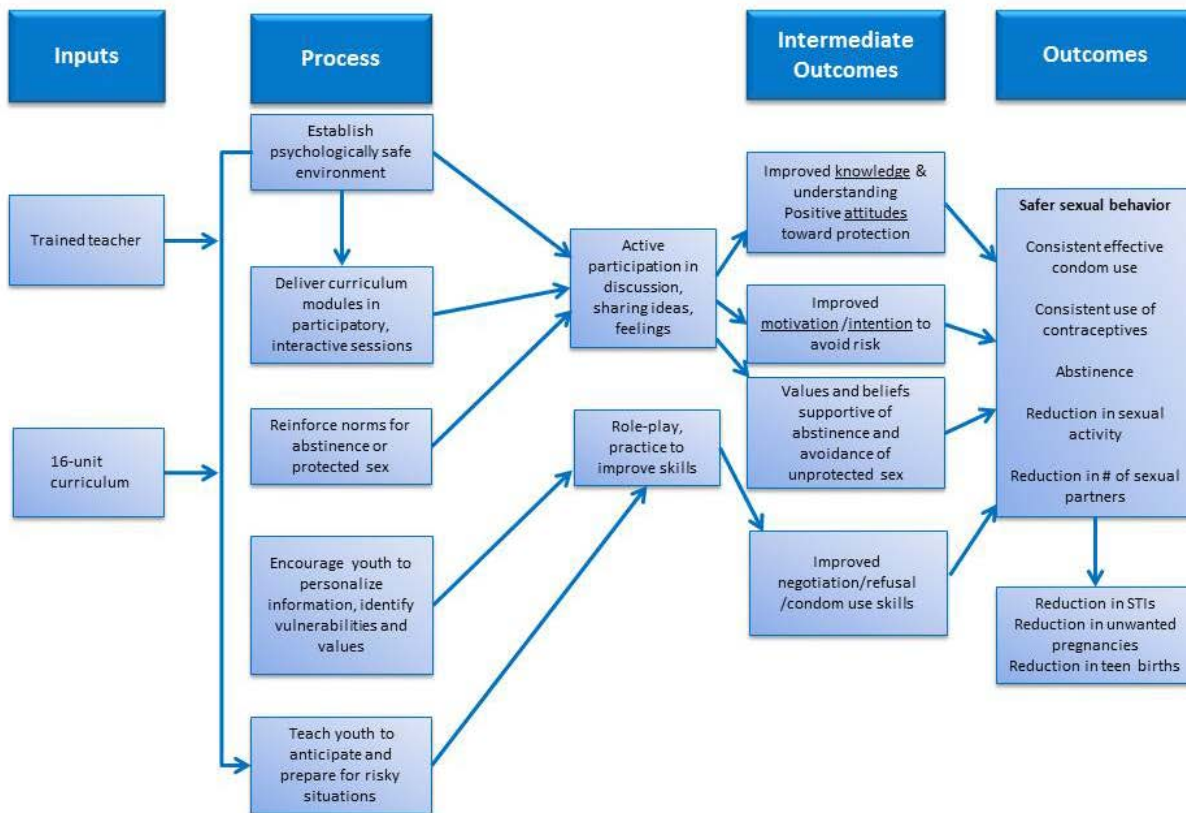 Inputs
Process
Intermediate
Outcomes
Outcomes
Trained teacher
16-unit
curriculum
Establish
psychologically safe
environment
Deliver curriculum
modules in
participatory,
interactive sessions
Reinforce norms for
abstinence or
protected sex
Encourage youth to
personalize
information, identify
vulnerabilities and
values
Teach youth to
anticipate and
prepare for risky
situations
Active
participation in
discussion,
sharing ideas,
feelings
Role-play,
practice to
improve skills
Improved knowledge &
understanding
Positive attitudes
toward protection
Improved
motivation /intention to
avoid risk
Values and beliefs
supportive of
abstinence and
avoidance of
unprotected sex
Improved
negotiation/refusal
/condom use skills
Safer sexual behavior
Consistent effective
condom use
Consistent use of
contraceptives
Abstinence
Reduction in sexual
activity
Reduction in # of sexual
partners
Reduction in STIs
Reduction in unwanted
pregnancies
Reduction in teen births